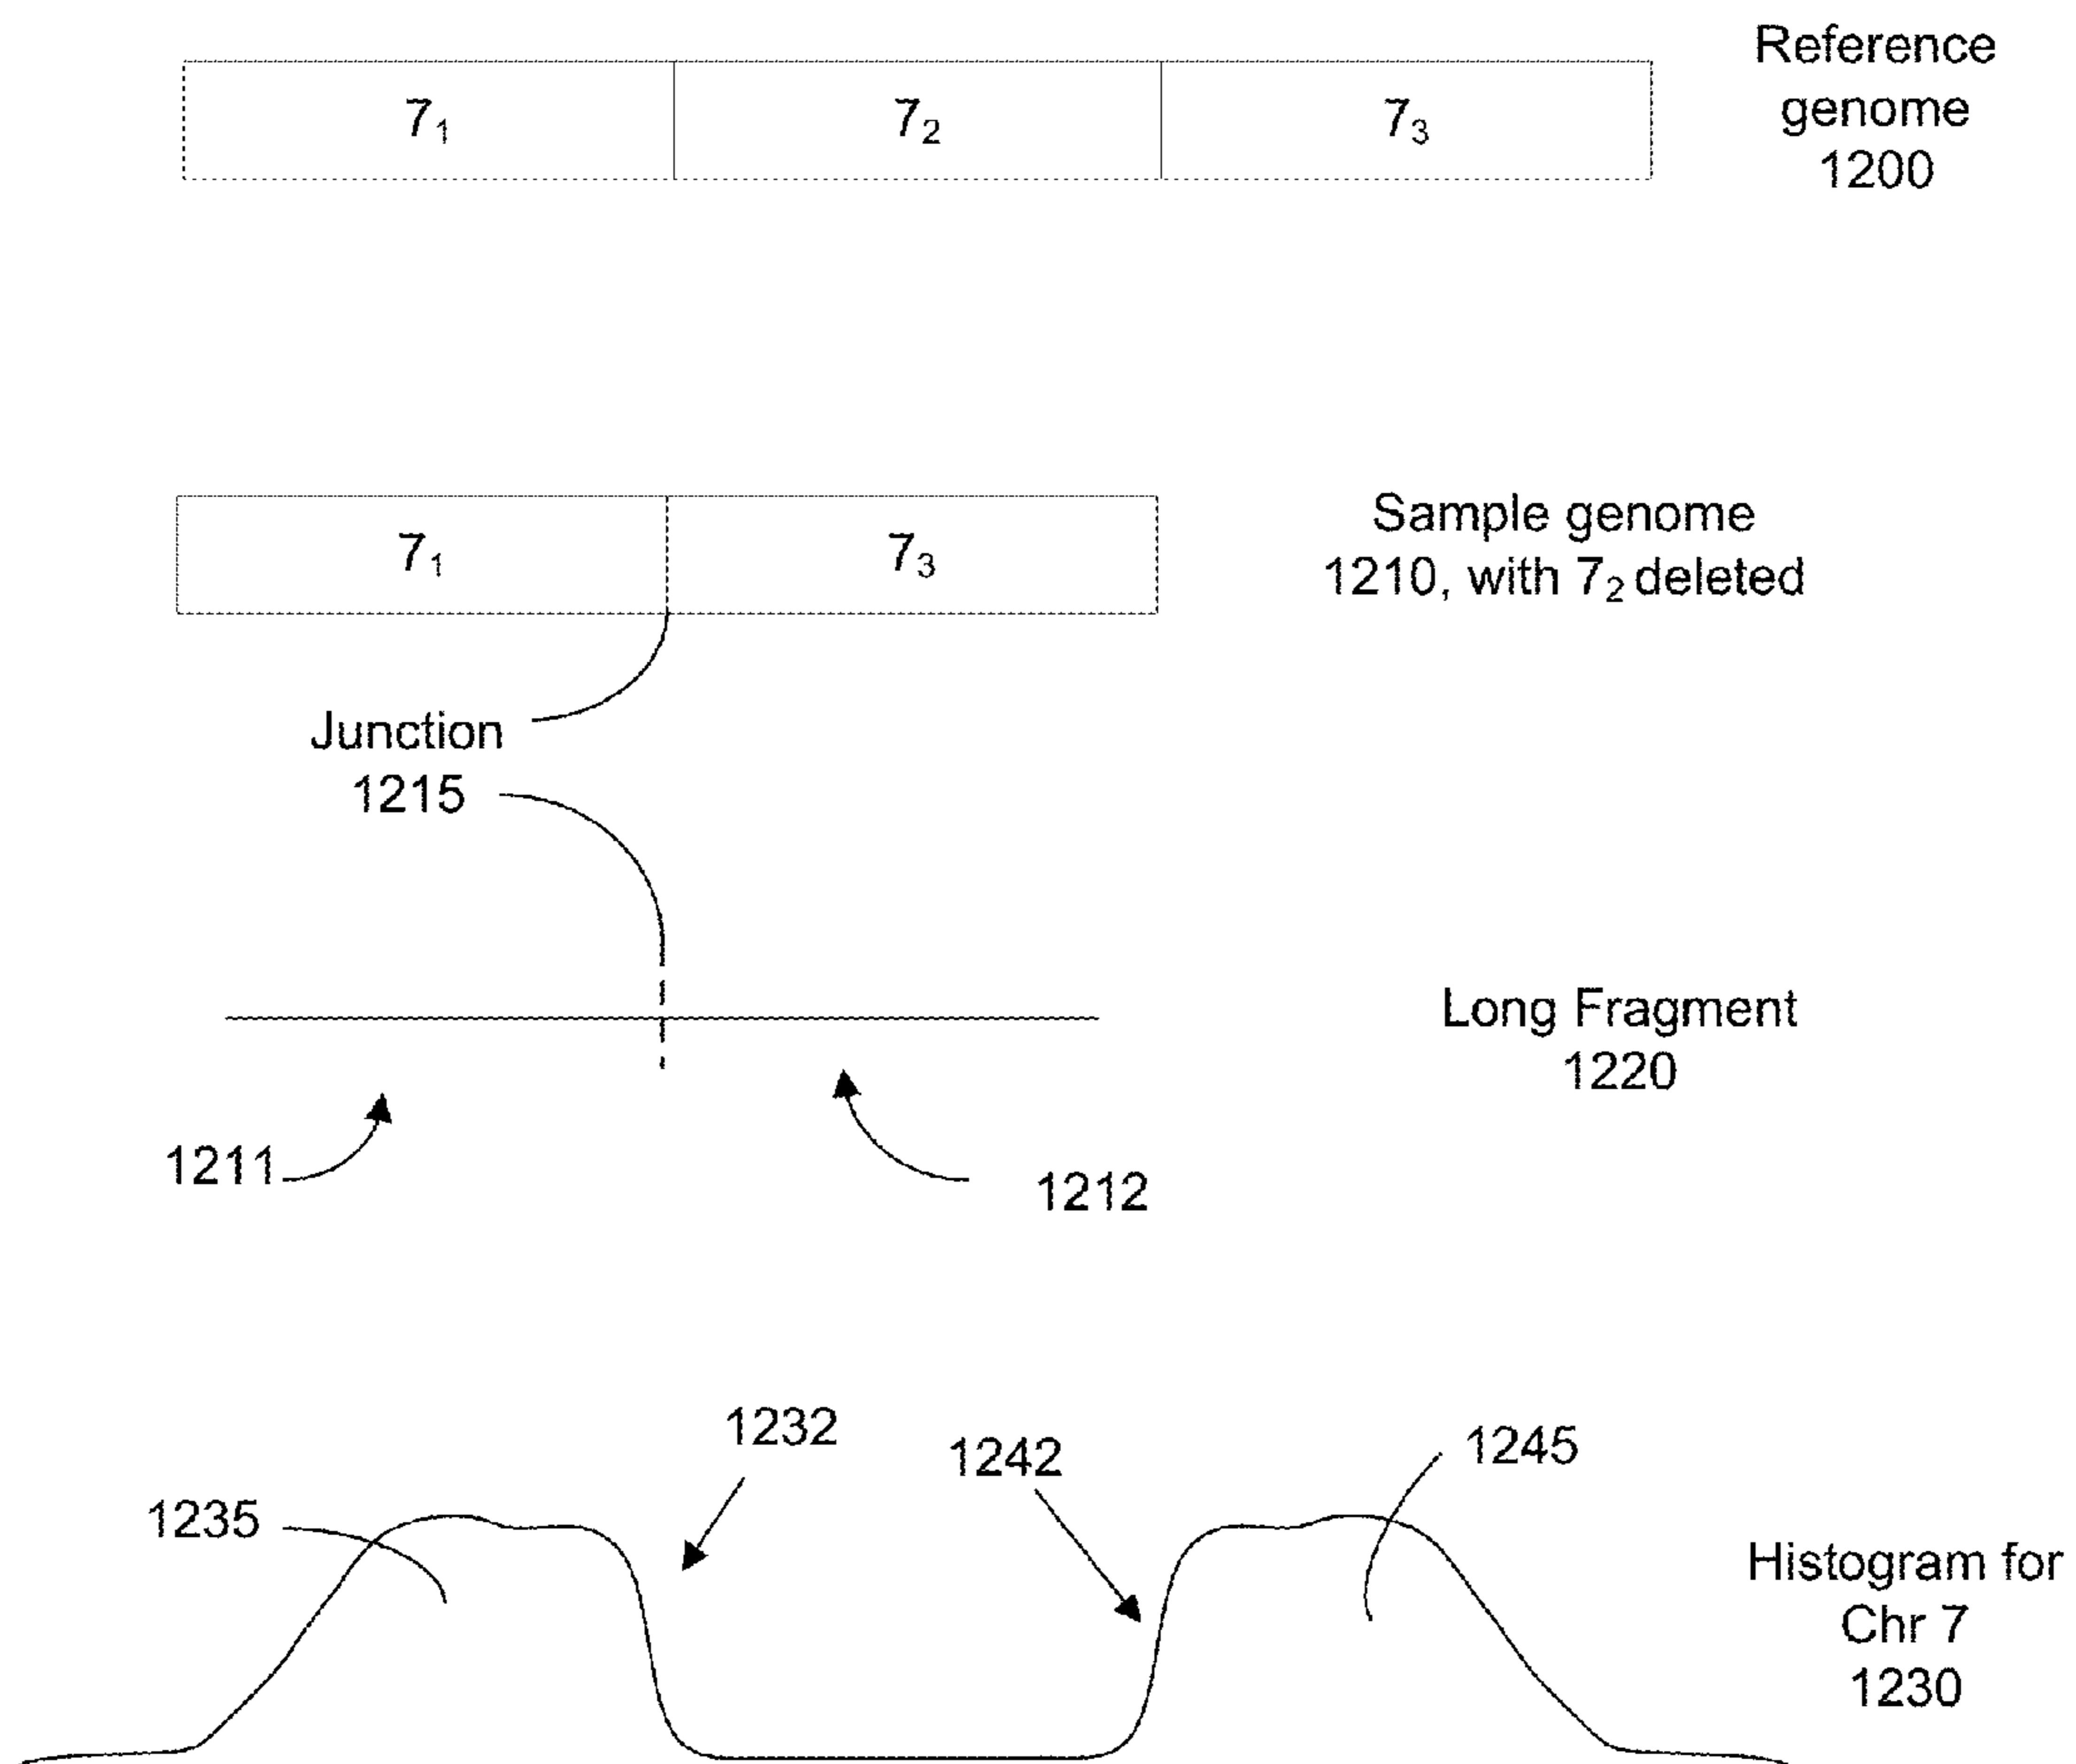 Reference
genome
1200
7₁
7₂
7₃
7₁
7₃
Sample genome
1210, with 7₂ deleted
Junction
1215
Long Fragment
1220
1211
1212
1232
1242
1245
1235
Histogram for
Chr 7
1230